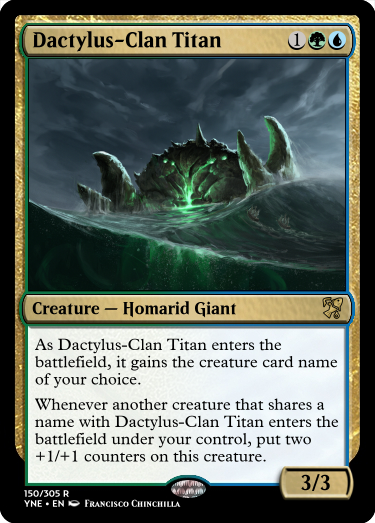 Dactylus-Clan Titan 1
Creature — Homarid Giant
As Dactylus-Clan Titan enters the
battlefield, it gains the creature card name
of your choice.
Whenever another creature that shares a
name with Dactylus-Clan Titan enters the
battlefield under your control, put two
+1/+1 counters on this creature.
3/3
150/305 R
YNE • EN Francisco Chinchilla